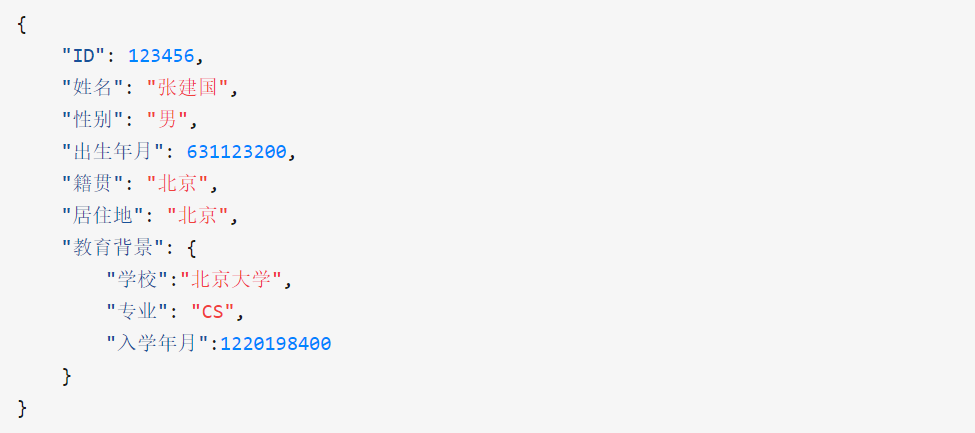 {
"ID": 123456,
"姓名": "张建国",
"性别": "男",
"出生年月": 631123200,
"籍贯": "北京",
"居住地": "北京",
"教育背景": {
"学校":"北京大学",
"专业": "CS",
"入学年月":1220198400
}
}